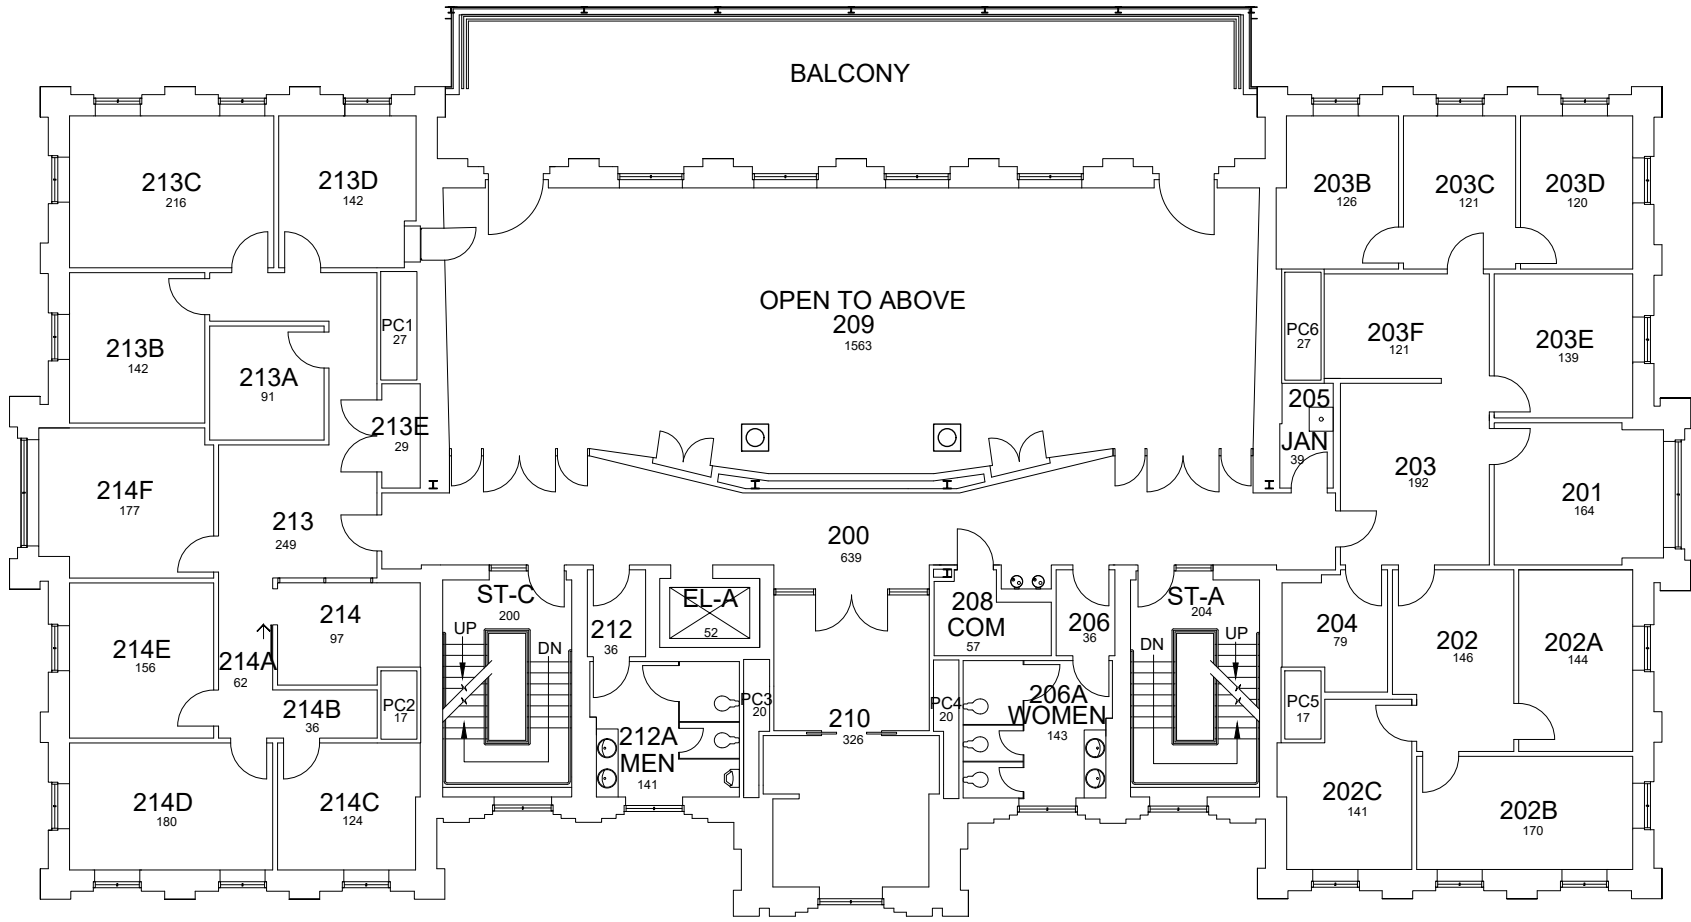 BALCONY
213C
216
213D
142
203B
126
203C
121
203D
120
OPEN TO ABOVE
209
1563
PC1
27
213B
142
213A
91
213E
29
PC6
27
203F
121
203E
139
205
JAN
39
214F
177
213
249
200
639
203
192
201
164
ST-C
200
UP
DN
212
36
EL-A
52
208
COM
57
206
36
ST-A
204
DN
UP
214
97
214E
156
214A
62
214B
36
PC2
17
204
79
202
146
202A
144
PC5
17
PC3
20
PC4
20
210
326
212A
MEN
141
206A
WOMEN
143
214D
180
214C
124
202C
141
202B
170